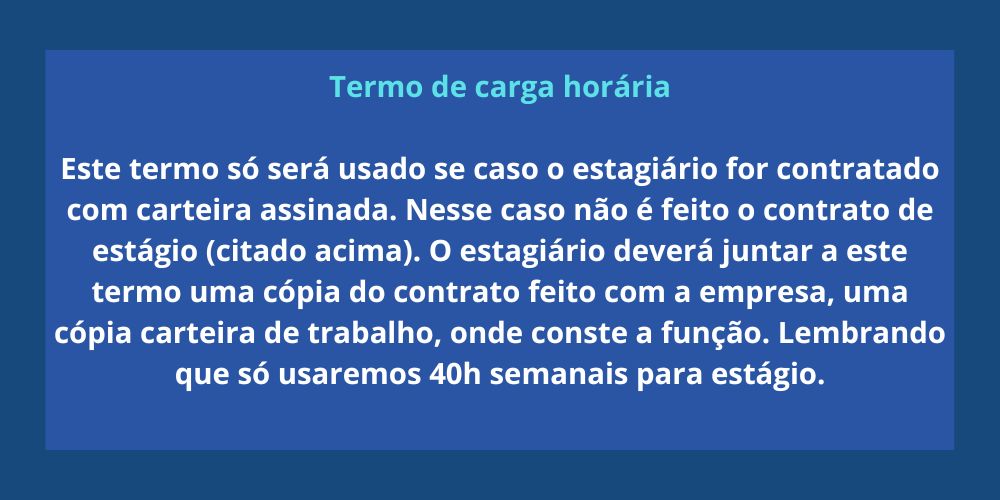 Termo de carga horária
Este termo só será usado se caso o estagiário for contratado
com carteira assinada. Nesse caso não é feito o contrato de
estágio (citado acima). O estagiário deverá juntar a este
termo uma cópia do contrato feito com a empresa, uma
cópia carteira de trabalho, onde conste a função. Lembrando
que só usaremos 40h semanais para estágio.